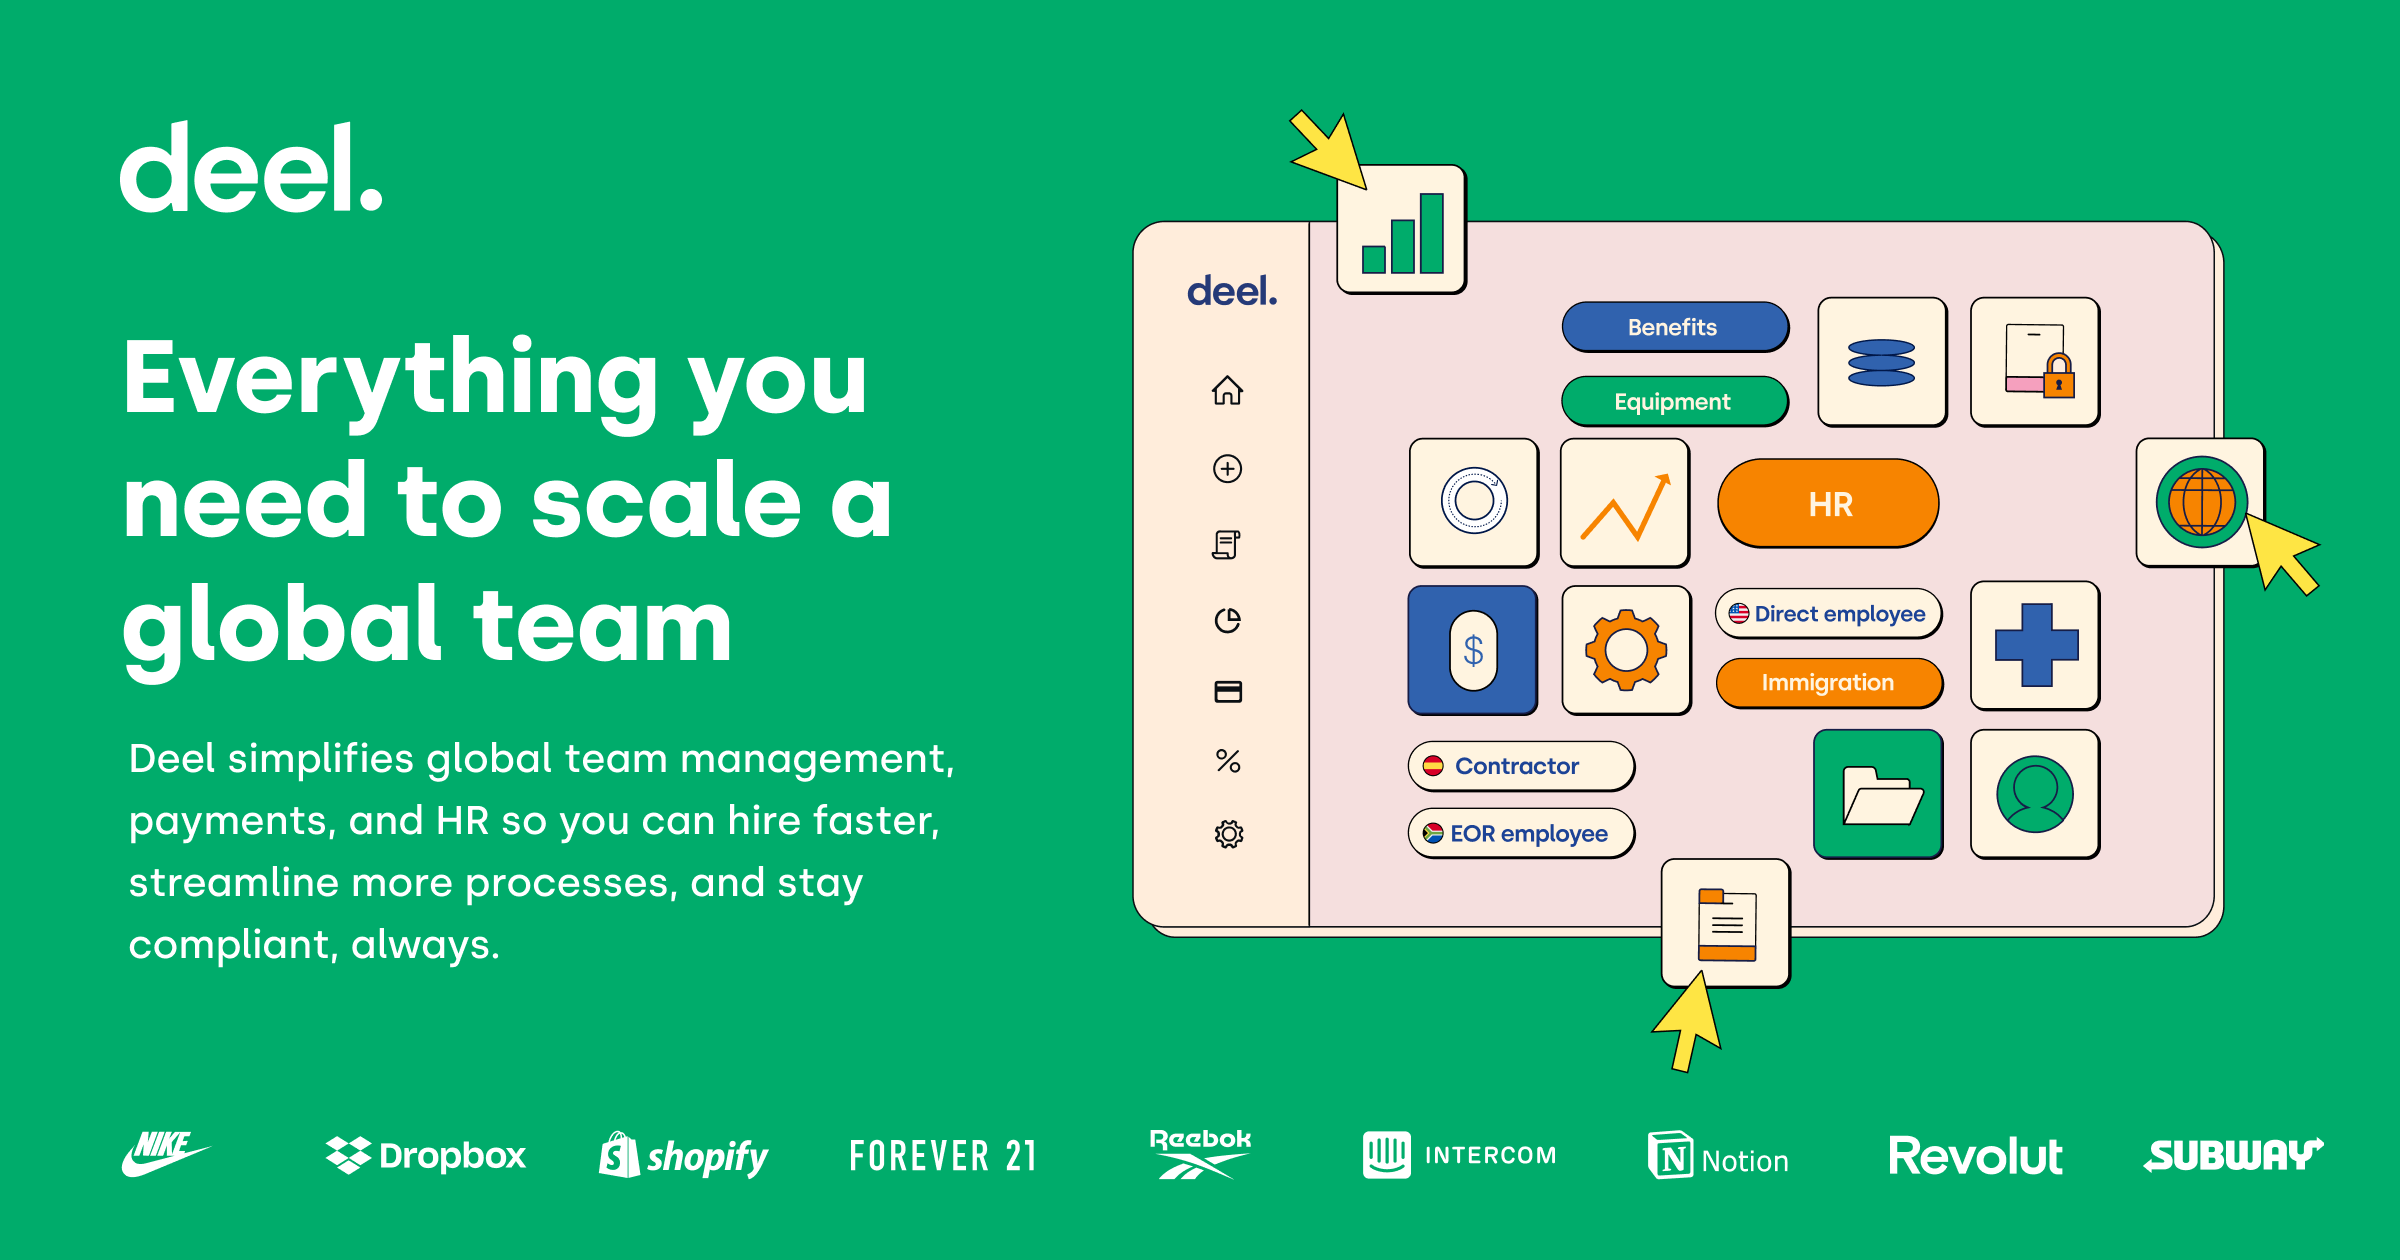 deel.
Everything you
need to scale a
global team
Deel simplifies global team management,
payments, and HR so you can hire faster,
streamline more processes, and stay
compliant, always.
deel.
Benefits
Equipment
HR
$
Direct employee
Immigration
Contractor
EOR employee
NIKE
Dropbox
S shopify
FOREVER 21
Reebok
INTERCOM
N Notion
Revolut
SUBWAY